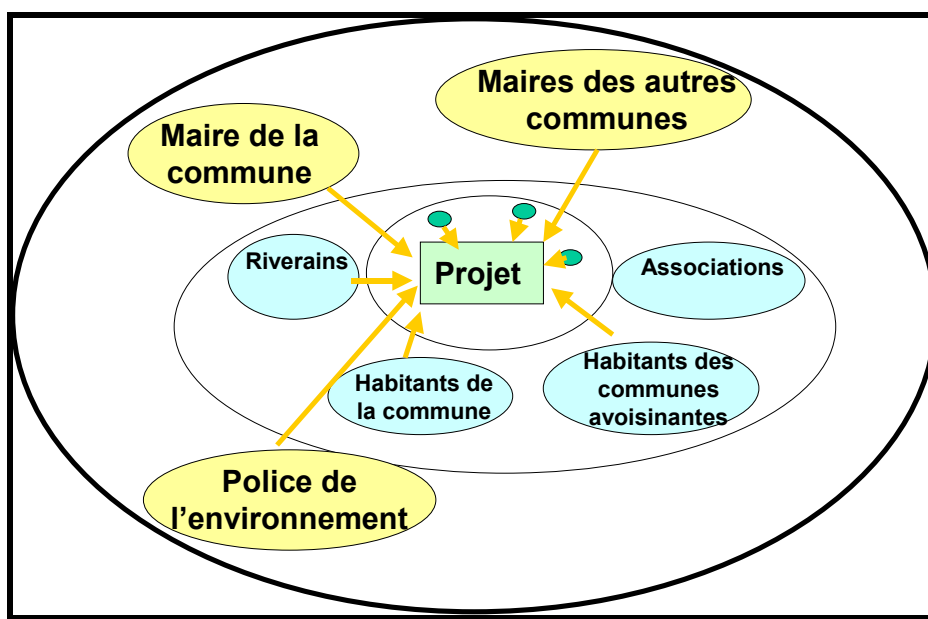 Maires des autres
communes
Maire de la
commune
Riverains
Projet
Associations
Habitants de
la commune
Habitants des
communes
avoisinantes
Police de
l’environnement